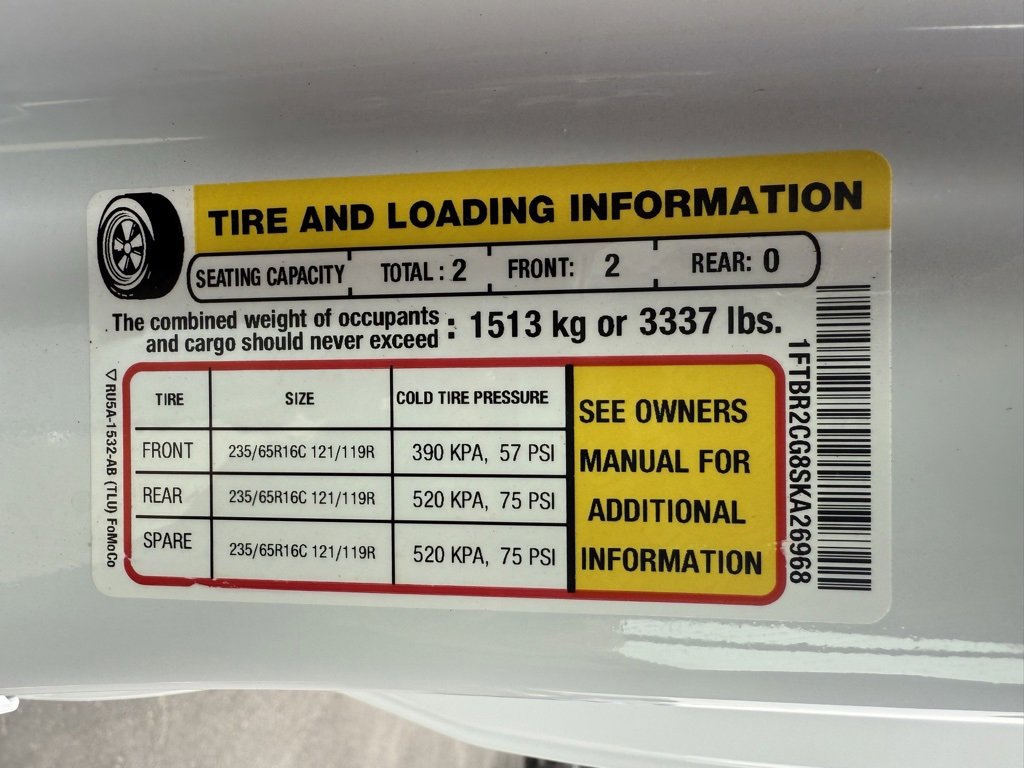 TIRE AND LOADING INFORMATION
SEATING CAPACITY TOTAL : 2 FRONT: 2 REAR: 0
The combined weight of occupants
and cargo should never exceed : 1513 kg or 3337 lbs.
TIRE SIZE COLD TIRE PRESSURE
FRONT 235/65R16C 121/119R 390 KPA, 57 PSI
REAR 235/65R16C 121/119R 520 KPA, 75 PSI
SPARE 235/65R16C 121/119R 520 KPA, 75 PSI
SEE OWNERS
MANUAL FOR
ADDITIONAL
INFORMATION
▽RU5A-1532-AB (TLU) FoMoCo
1FTBR2CG8SKA26968